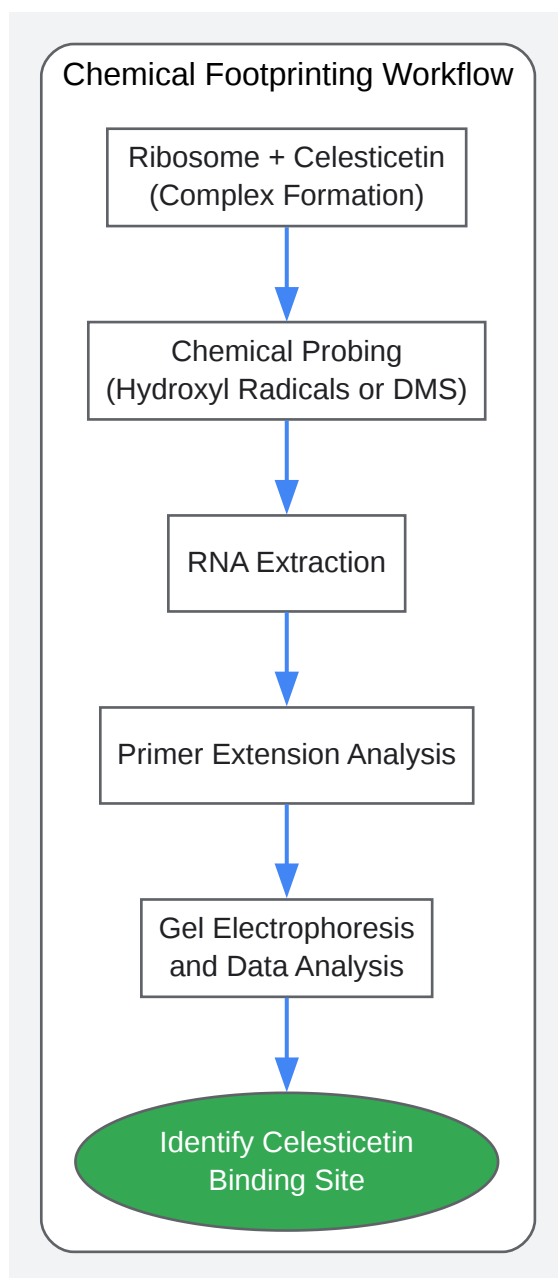 Chemical Footprinting Workflow
Ribosome + Celesticetin
(Complex Formation)
Chemical Probing
(Hydroxyl Radicals or DMS)
RNA Extraction
Primer Extension Analysis
Gel Electrophoresis
and Data Analysis
Identify Celesticetin
Binding Site